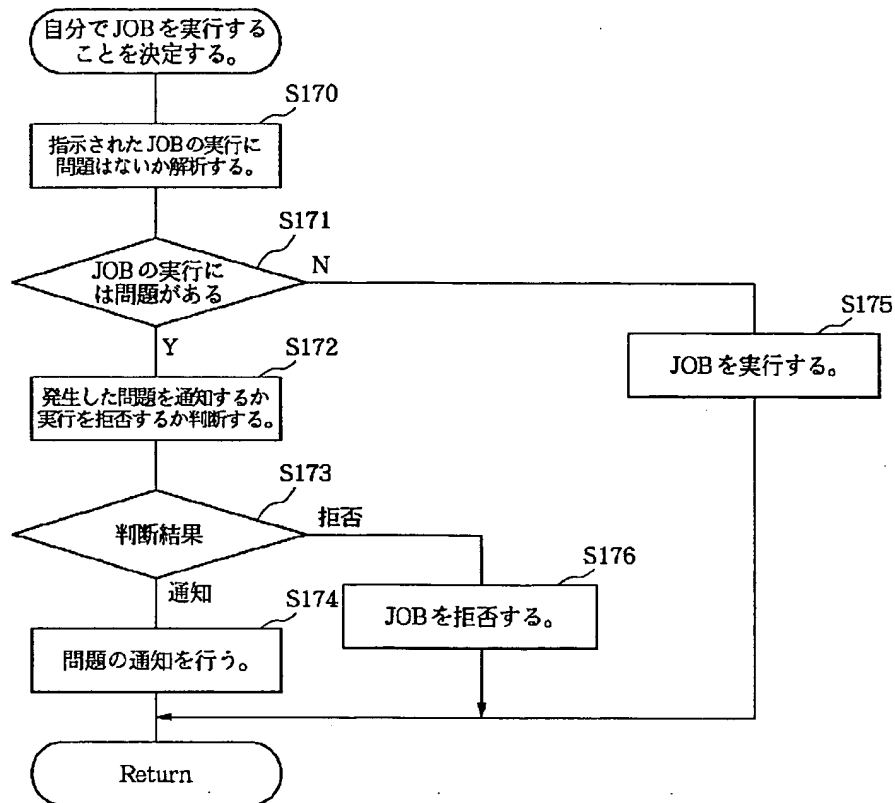 自分でJOBを実行する
ことを決定する。
S170
指示されたJOBの実行に
問題はないか解析する。
S171
JOBの実行に
は問題がある
N
Y
S175
JOBを実行する。
S172
発生した問題を通知するか
実行を拒否するか判断する。
S173
判断結果
拒否
通知
S176
JOBを拒否する。
S174
問題の通知を行う。
Return